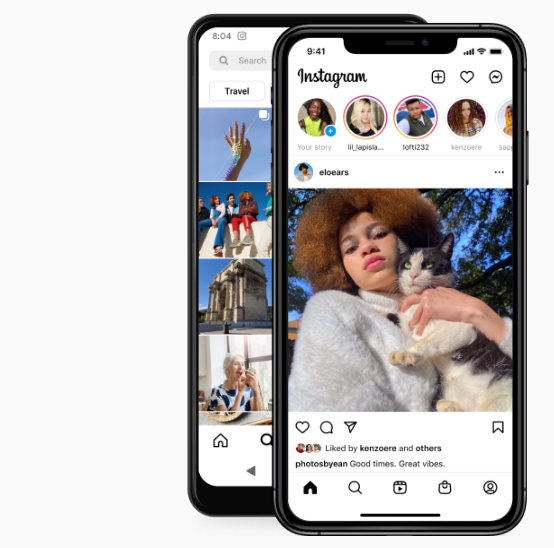 8:04
Search
Travel
9:41
Instagram
Your story
lil_lapisla...
lofti232
kenzoere
sapp
eloears
Liked by kenzoere and others
photosbyean Good times. Great vibes.